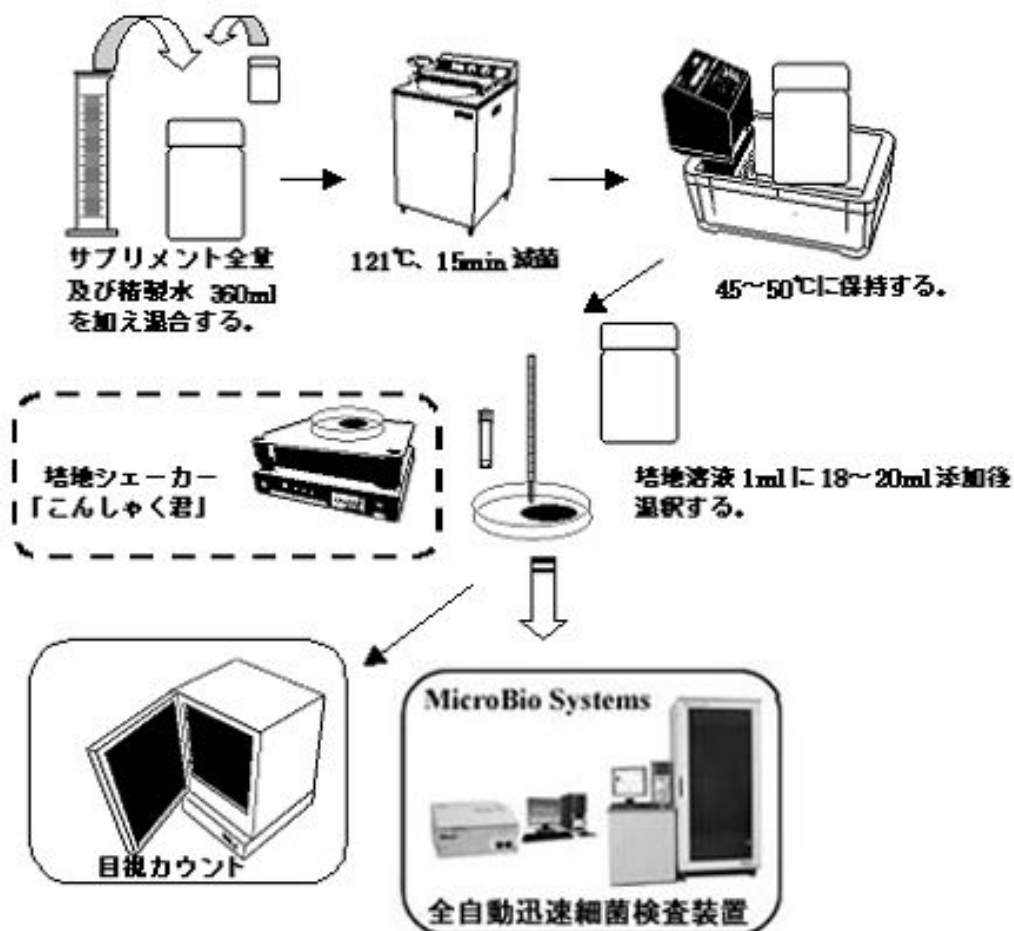 サプリメント全量
及び精製水 360ml
を加え混合する。
121℃、15min 滅菌
45～50℃に保持する。
培地シェーカー
「こんしゃく君」
培地溶液 1ml に 18～20ml 添加後
混釈する。
目視カウント
MicroBio Systems
全自動迅速細菌検査装置